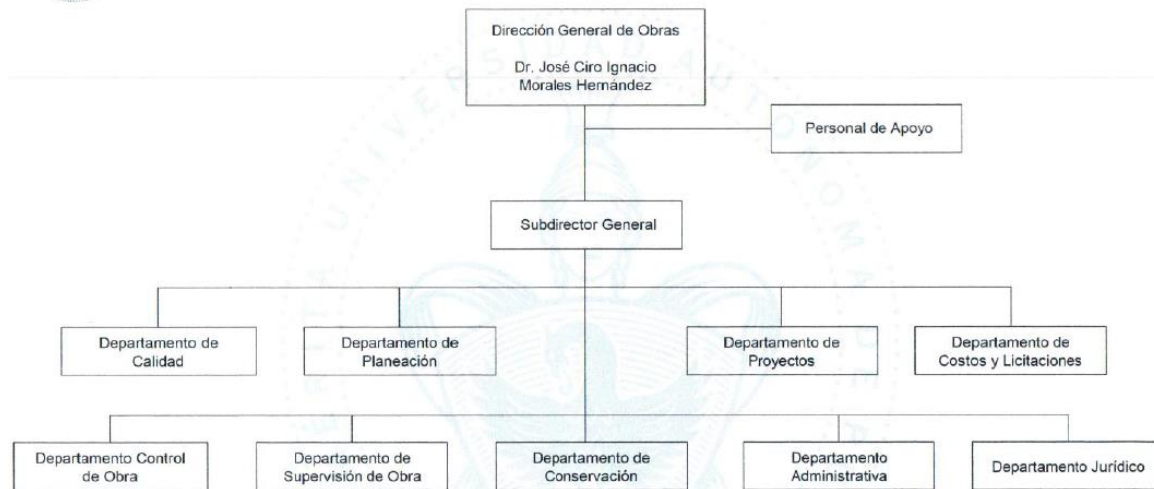 Dirección General de Obras
Dr. José Ciro Ignacio
Morales Hernández
Personal de Apoyo
Subdirector General
Departamento de
Calidad
Departamento de
Planeación
Departamento de
Proyectos
Departamento de
Costos y Licitaciones
Departamento Control
de Obra
Departamento de
Supervisión de Obra
Departamento de
Conservación
Departamento
Administrativa
Departamento Jurídico